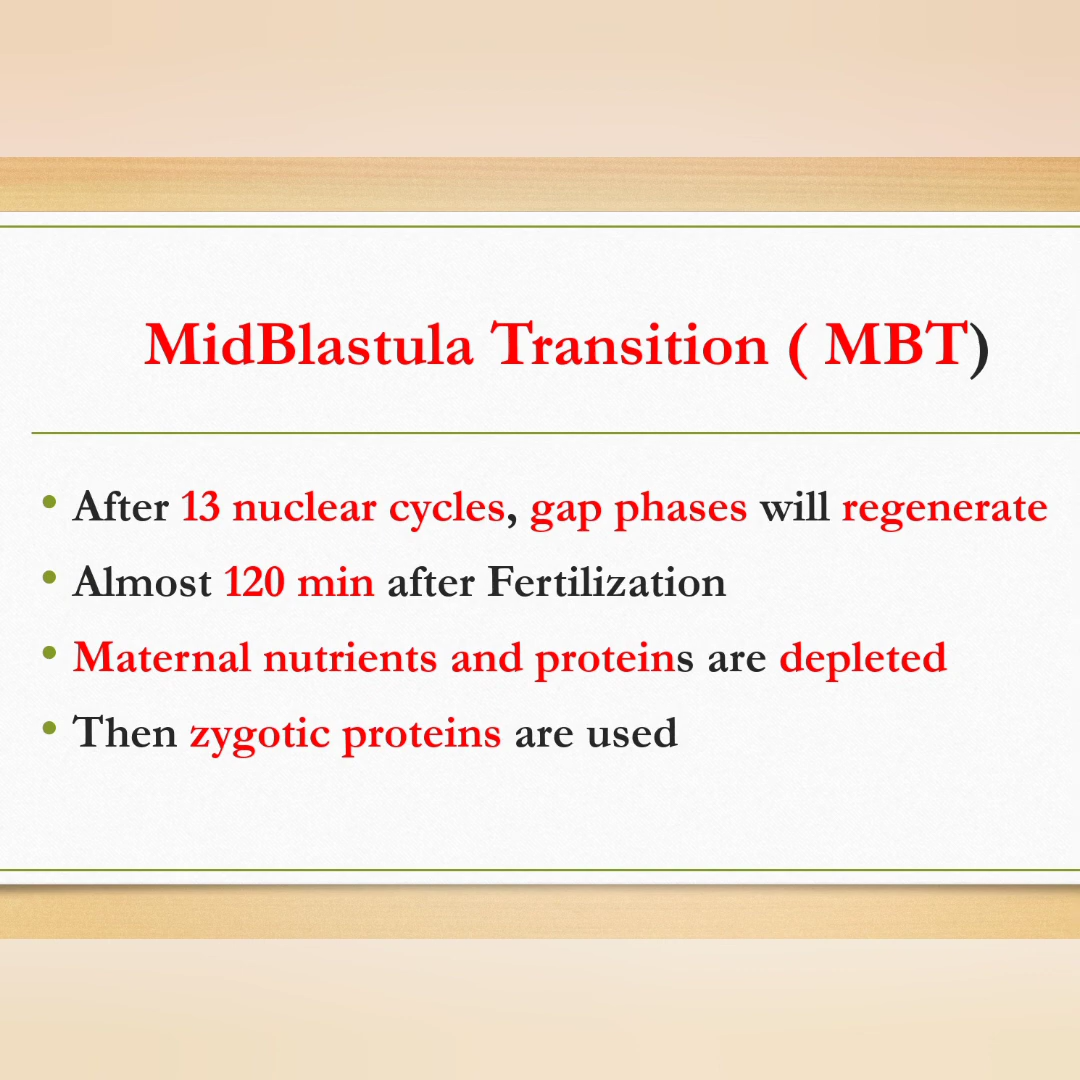 MidBlastula Transition ( MBT)
• After 13 nuclear cycles, gap phases will regenerate
• Almost 120 min after Fertilization
• Maternal nutrients and proteins are depleted
• Then zygotic proteins are used